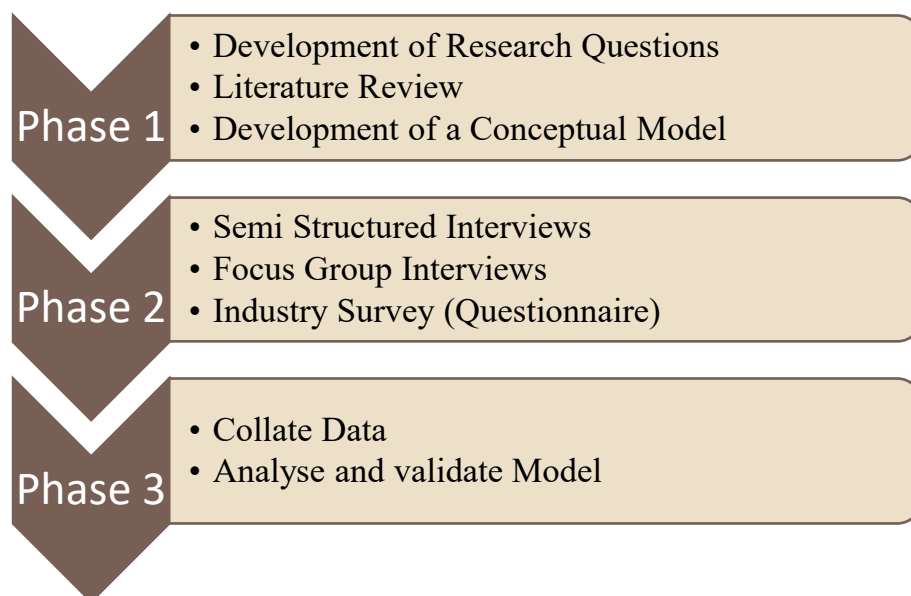 Phase 1
• Development of Research Questions
• Literature Review
• Development of a Conceptual Model
Phase 2
• Semi Structured Interviews
• Focus Group Interviews
• Industry Survey (Questionnaire)
Phase 3
• Collate Data
• Analyse and validate Model